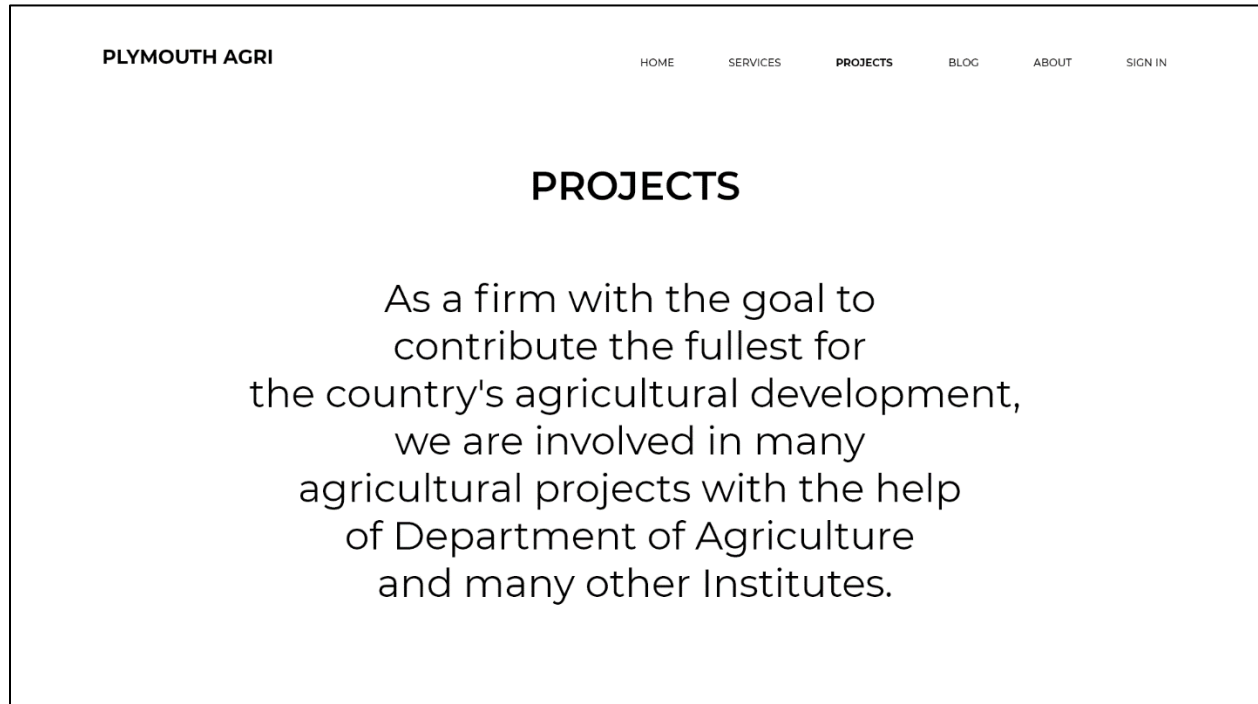 PLYMOUTH AGRI
HOME SERVICES PROJECTS BLOG ABOUT SIGN IN
PROJECTS
As a firm with the goal to
contribute the fullest for
the country's agricultural development,
we are involved in many
agricultural projects with the help
of Department of Agriculture
and many other Institutes.